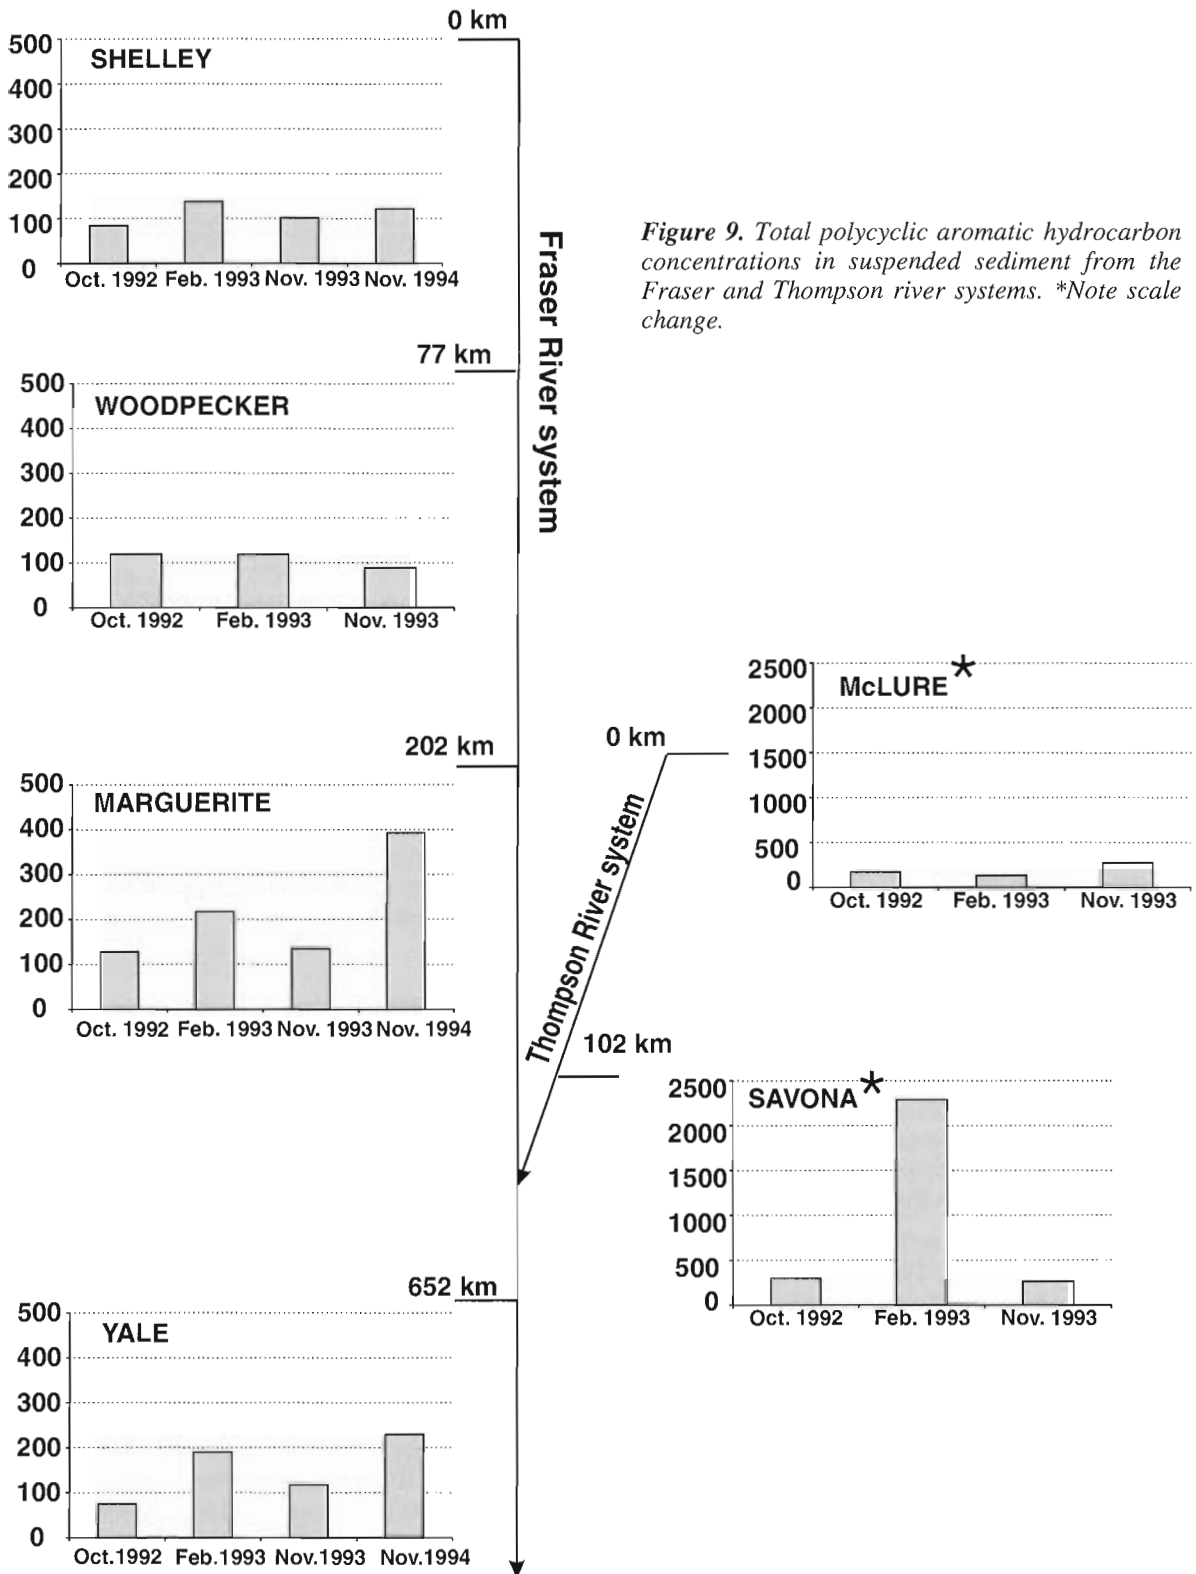 0 km
500
SHELLEY
400
300
200
100
0
Oct. 1992 Feb. 1993 Nov. 1993 Nov. 1994
Fraser River system
Figure 9. Total polycyclic aromatic hydrocarbon
concentrations in suspended sediment from the
Fraser and Thompson river systems. *Note scale
change.
77 km
500
WOODPECKER
400
300
200
100
0
Oct. 1992 Feb. 1993 Nov. 1993
202 km
500
MARGUERITE
400
300
200
100
0
Oct. 1992 Feb. 1993 Nov. 1993 Nov. 1994
0 km
Thompson River system
102 km
2500
McLURE *
2000
1500
1000
500
0
Oct. 1992 Feb. 1993 Nov. 1993
2500
SAVONA *
2000
1500
1000
500
0
Oct. 1992 Feb. 1993 Nov. 1993
652 km
500
YALE
400
300
200
100
0
Oct.1992 Feb.1993 Nov.1993 Nov.1994